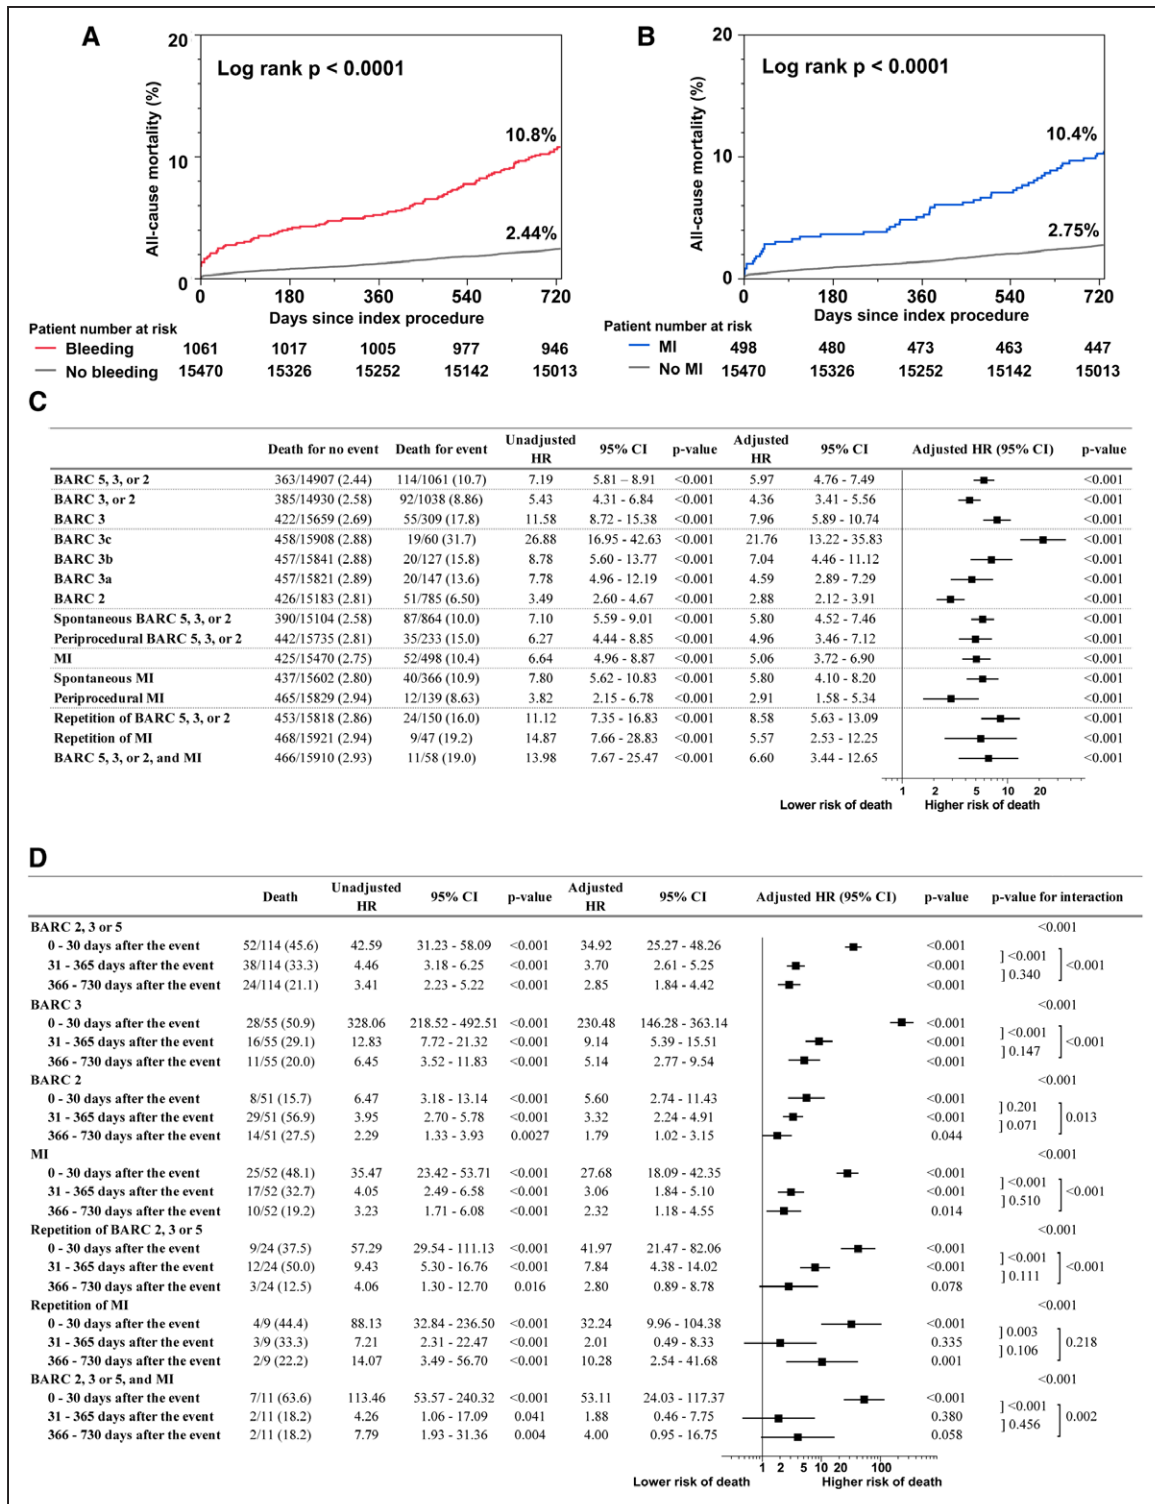 A
20
10
0
All-cause mortality (%)
Log rank p < 0.0001
10.8%
2.44%
0 180 360 540 720
Days since index procedure
Patient number at risk
Bleeding 1061 1017 1005 977 946
No bleeding 15470 15326 15252 15142 15013
B
20
10
0
All-cause mortality (%)
Log rank p < 0.0001
10.4%
2.75%
0 180 360 540 720
Days since index procedure
Patient number at risk
MI 498 480 473 463 447
No MI 15470 15326 15252 15142 15013
C
Death for no event Death for event Unadjusted HR 95% CI p-value Adjusted HR 95% CI Adjusted HR (95% CI) p-value
BARC 5, 3, or 2 363/14907 (2.44) 114/1061 (10.7) 7.19 5.81 – 8.91 <0.001 5.97 4.76 - 7.49 <0.001
BARC 3, or 2 385/14930 (2.58) 92/1038 (8.86) 5.43 4.31 - 6.84 <0.001 4.36 3.41 - 5.56 <0.001
BARC 3 422/15659 (2.69) 55/309 (17.8) 11.58 8.72 - 15.38 <0.001 7.96 5.89 - 10.74 <0.001
BARC 3c 458/15908 (2.88) 19/60 (31.7) 26.88 16.95 - 42.63 <0.001 21.76 13.22 - 35.83 <0.001
BARC 3b 457/15841 (2.88) 20/127 (15.8) 8.78 5.60 - 13.77 <0.001 7.04 4.46 - 11.12 <0.001
BARC 3a 457/15821 (2.89) 20/147 (13.6) 7.78 4.96 - 12.19 <0.001 4.59 2.89 - 7.29 <0.001
BARC 2 426/15183 (2.81) 51/785 (6.50) 3.49 2.60 - 4.67 <0.001 2.88 2.12 - 3.91 <0.001
Spontaneous BARC 5, 3, or 2 390/15104 (2.58) 87/864 (10.0) 7.10 5.59 - 9.01 <0.001 5.80 4.52 - 7.46 <0.001
Periprocedural BARC 5, 3, or 2 442/15735 (2.81) 35/233 (15.0) 6.27 4.44 - 8.85 <0.001 4.96 3.46 - 7.12 <0.001
MI 425/15470 (2.75) 52/498 (10.4) 6.64 4.96 - 8.87 <0.001 5.06 3.72 - 6.90 <0.001
Spontaneous MI 437/15602 (2.80) 40/366 (10.9) 7.80 5.62 - 10.83 <0.001 5.80 4.10 - 8.20 <0.001
Periprocedural MI 465/15829 (2.94) 12/139 (8.63) 3.82 2.15 - 6.78 <0.001 2.91 1.58 - 5.34 <0.001
Repetition of BARC 5, 3, or 2 453/15818 (2.86) 24/150 (16.0) 11.12 7.35 - 16.83 <0.001 8.58 5.63 - 13.09 <0.001
Repetition of MI 468/15921 (2.94) 9/47 (19.2) 14.87 7.66 - 28.83 <0.001 5.57 2.53 - 12.25 <0.001
BARC 5, 3, or 2, and MI 466/15910 (2.93) 11/58 (19.0) 13.98 7.67 - 25.47 <0.001 6.60 3.44 - 12.65 <0.001
1 2 5 10 20
Lower risk of death Higher risk of death
D
Death Unadjusted HR 95% CI p-value Adjusted HR 95% CI Adjusted HR (95% CI) p-value p-value for interaction
BARC 2, 3 or 5 <0.001
0 - 30 days after the event 52/114 (45.6) 42.59 31.23 - 58.09 <0.001 34.92 25.27 - 48.26 <0.001
31 - 365 days after the event 38/114 (33.3) 4.46 3.18 - 6.25 <0.001 3.70 2.61 - 5.25 <0.001 ] <0.001 ] <0.001
366 - 730 days after the event 24/114 (21.1) 3.41 2.23 - 5.22 <0.001 2.85 1.84 - 4.42 <0.001 ] 0.340
BARC 3 <0.001
0 - 30 days after the event 28/55 (50.9) 328.06 218.52 - 492.51 <0.001 230.48 146.28 - 363.14 <0.001
31 - 365 days after the event 16/55 (29.1) 12.83 7.72 - 21.32 <0.001 9.14 5.39 - 15.51 <0.001 ] <0.001 ] <0.001
366 - 730 days after the event 11/55 (20.0) 6.45 3.52 - 11.83 <0.001 5.14 2.77 - 9.54 <0.001 ] 0.147
BARC 2 <0.001
0 - 30 days after the event 8/51 (15.7) 6.47 3.18 - 13.14 <0.001 5.60 2.74 - 11.43 <0.001
31 - 365 days after the event 29/51 (56.9) 3.95 2.70 - 5.78 <0.001 3.32 2.24 - 4.91 <0.001 ] 0.201 ] 0.013
366 - 730 days after the event 14/51 (27.5) 2.29 1.33 - 3.93 0.0027 1.79 1.02 - 3.15 0.044 ] 0.071
MI <0.001
0 - 30 days after the event 25/52 (48.1) 35.47 23.42 - 53.71 <0.001 27.68 18.09 - 42.35 <0.001
31 - 365 days after the event 17/52 (32.7) 4.05 2.49 - 6.58 <0.001 3.06 1.84 - 5.10 <0.001 ] <0.001 ] <0.001
366 - 730 days after the event 10/52 (19.2) 3.23 1.71 - 6.08 <0.001 2.32 1.18 - 4.55 0.014 ] 0.510
Repetition of BARC 2, 3 or 5 <0.001
0 - 30 days after the event 9/24 (37.5) 57.29 29.54 - 111.13 <0.001 41.97 21.47 - 82.06 <0.001
31 - 365 days after the event 12/24 (50.0) 9.43 5.30 - 16.76 <0.001 7.84 4.38 - 14.02 <0.001 ] <0.001 ] <0.001
366 - 730 days after the event 3/24 (12.5) 4.06 1.30 - 12.70 0.016 2.80 0.89 - 8.78 0.078 ] 0.111
Repetition of MI <0.001
0 - 30 days after the event 4/9 (44.4) 88.13 32.84 - 236.50 <0.001 32.24 9.96 - 104.38 <0.001
31 - 365 days after the event 3/9 (33.3) 7.21 2.31 - 22.47 <0.001 2.01 0.49 - 8.33 0.335 ] 0.003 ] 0.218
366 - 730 days after the event 2/9 (22.2) 14.07 3.49 - 56.70 <0.001 10.28 2.54 - 41.68 0.001 ] 0.106
BARC 2, 3 or 5, and MI <0.001
0 - 30 days after the event 7/11 (63.6) 113.46 53.57 - 240.32 <0.001 53.11 24.03 - 117.37 <0.001
31 - 365 days after the event 2/11 (18.2) 4.26 1.06 - 17.09 0.041 1.88 0.46 - 7.75 0.380 ] <0.001 ] 0.002
366 - 730 days after the event 2/11 (18.2) 7.79 1.93 - 31.36 0.004 4.00 0.95 - 16.75 0.058 ] 0.456
1 2 5 10 20 100
Lower risk of death Higher risk of death